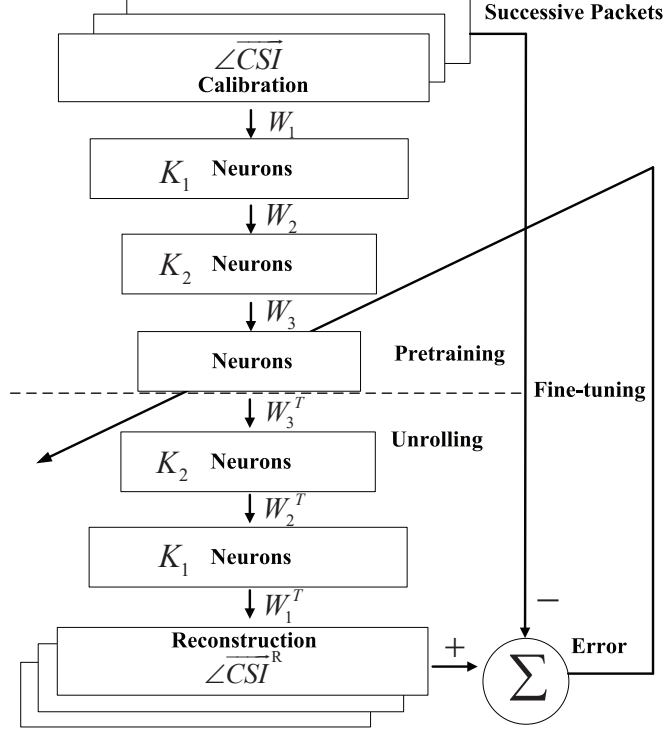 Successive Packets
∠CSI
Calibration
W₁
K₁ Neurons
W₂
K₂ Neurons
W₃
Neurons
Pretraining
Fine-tuning
W₃ᵀ
Unrolling
K₂ Neurons
W₂ᵀ
K₁ Neurons
W₁ᵀ
−
Reconstruction
∠CSIᴿ
+
Σ
Error